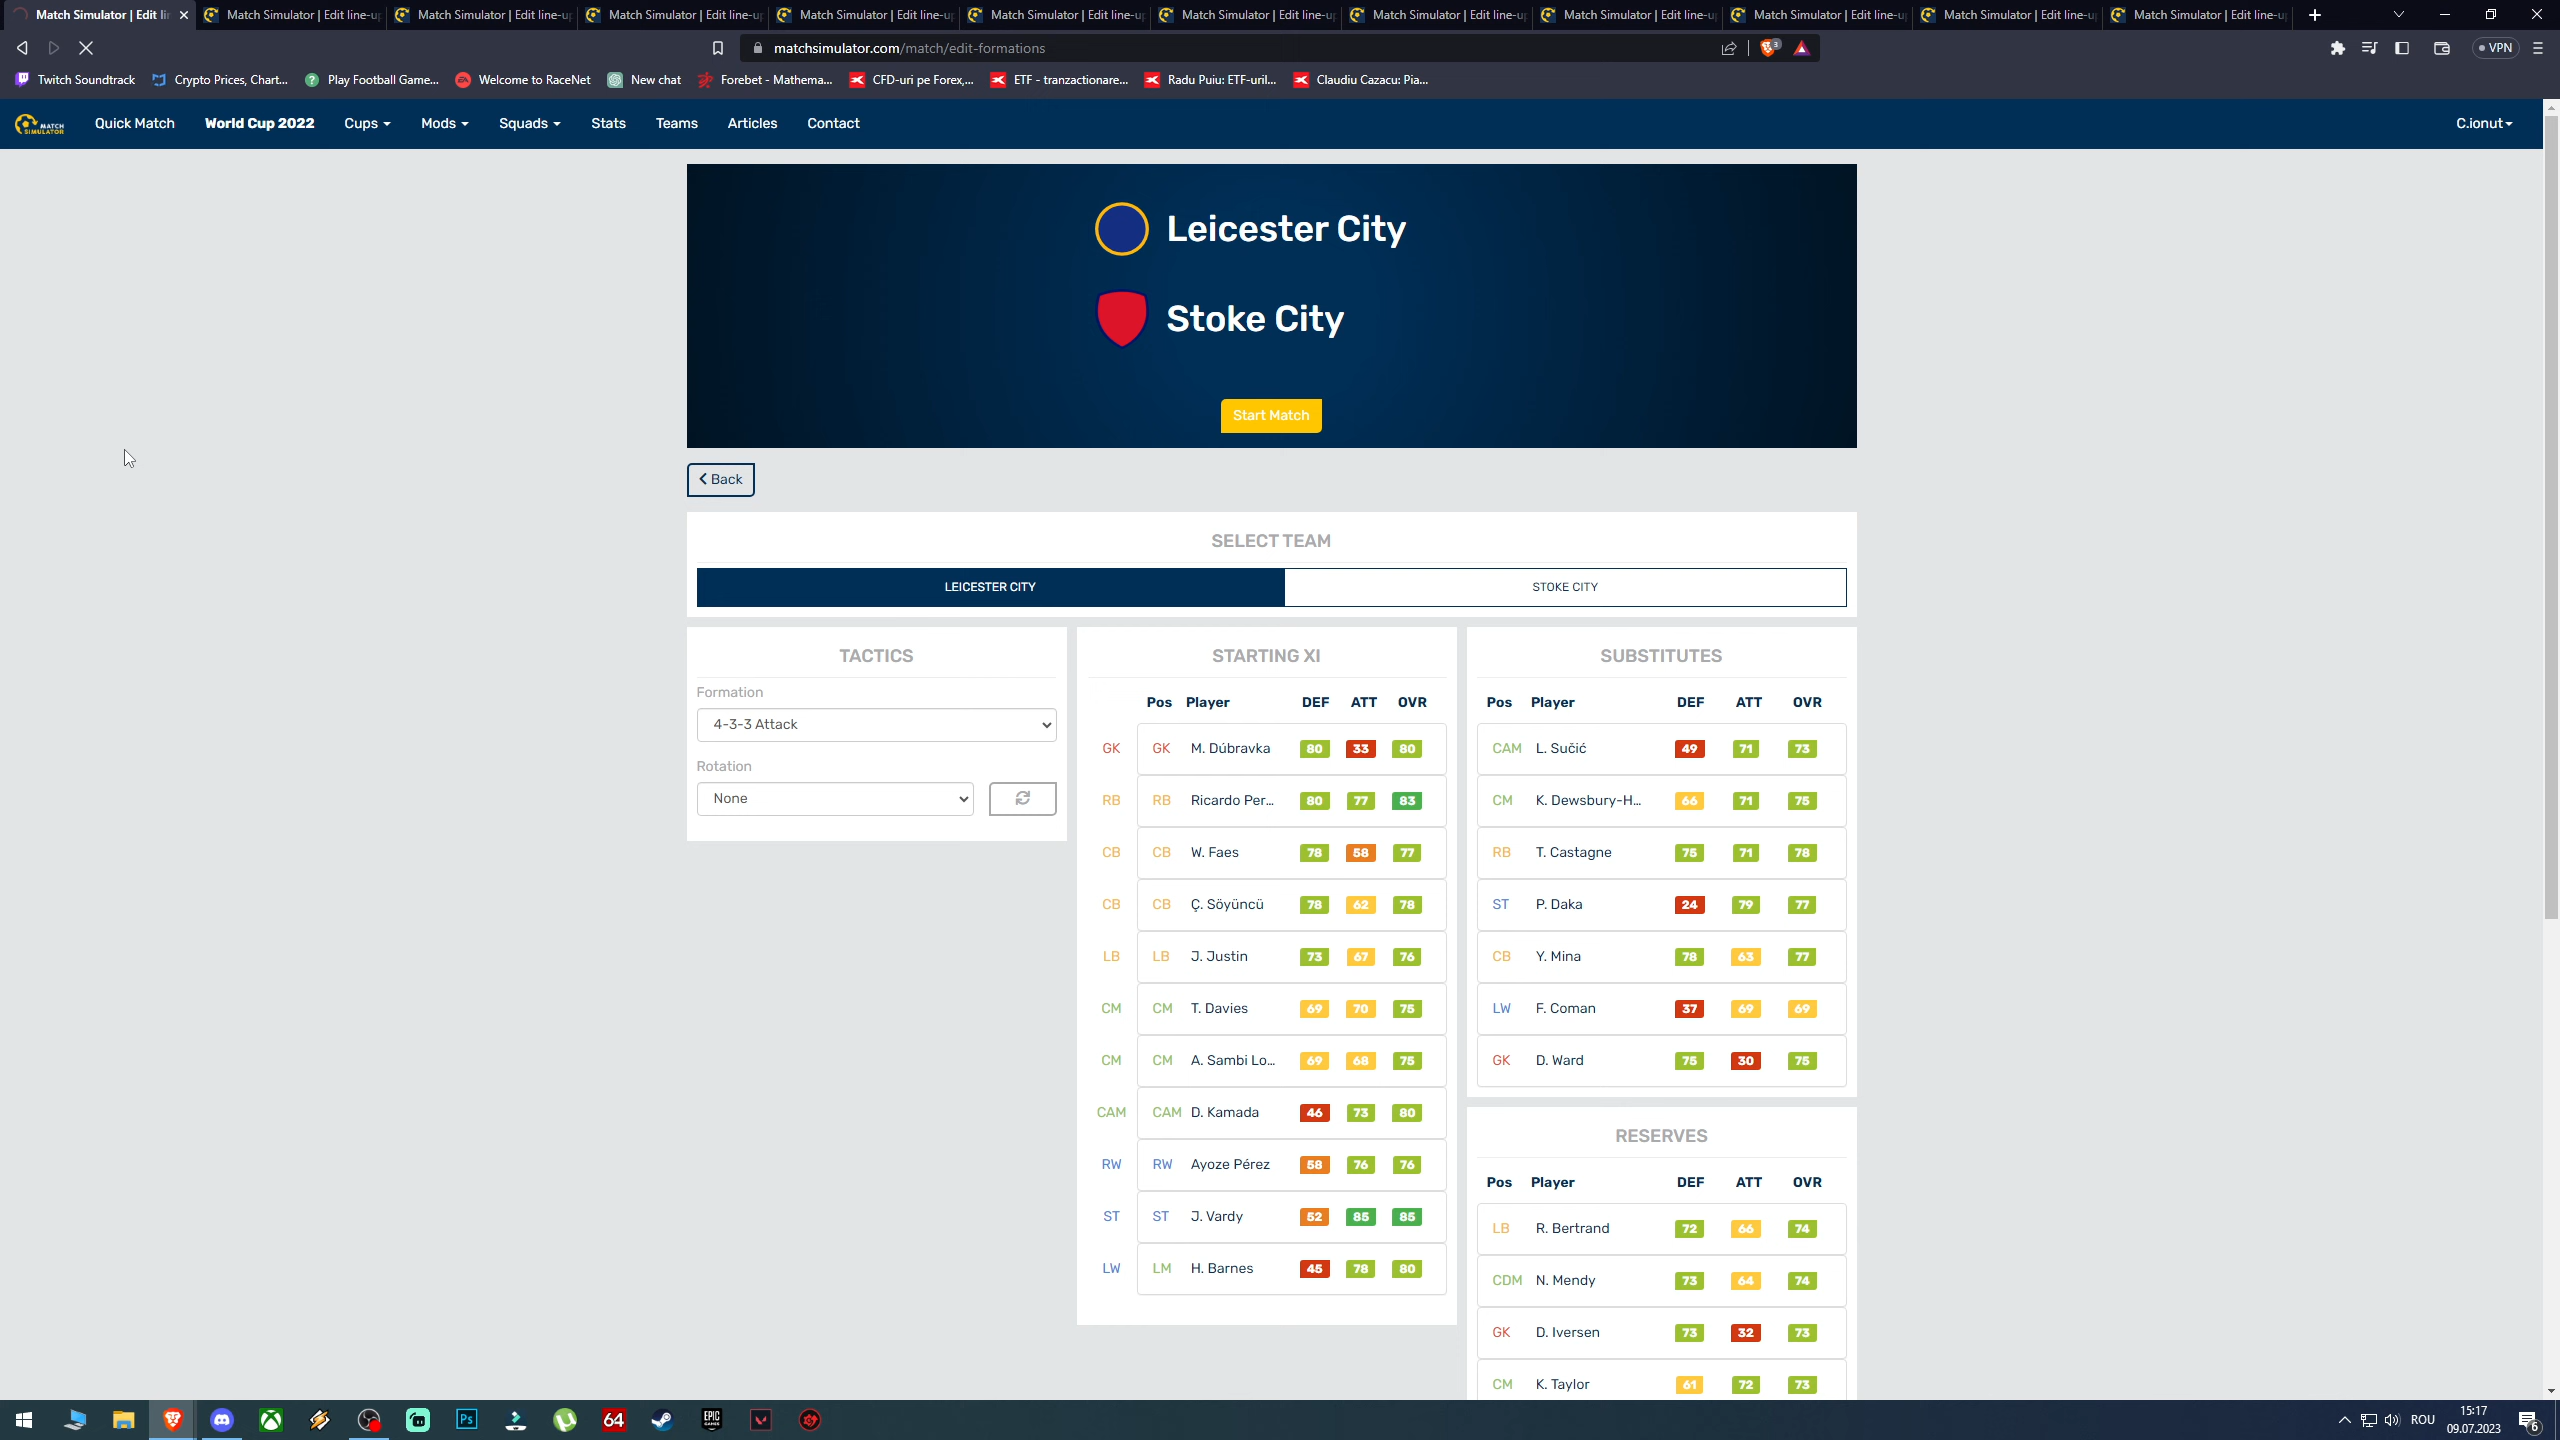 Match Simulator | Edit li
Match Simulator | Edit line-u
Match Simulator | Edit line-u
Match Simulator | Edit line-u
Match Simulator | Edit line-u
Match Simulator | Edit line-u
Match Simulator | Edit line-u
Match Simulator | Edit line-u
Match Simulator | Edit line-u
Match Simulator | Edit line-u
Match Simulator | Edit line-u
Match Simulator | Edit line-u
matchsimulator.com/match/edit-formations
3
VPN
Twitch Soundtrack
Crypto Prices, Chart...
Play Football Game...
Welcome to RaceNet
New chat
Forebet - Mathema...
CFD-uri pe Forex,...
ETF - tranzactionare...
Radu Puiu: ETF-uril...
Claudiu Cazacu: Pia...
MATCH SIMULATOR
Quick Match
World Cup 2022
Cups
Mods
Squads
Stats
Teams
Articles
Contact
C.ionut
Leicester City
Stoke City
Start Match
Back
SELECT TEAM
LEICESTER CITY
STOKE CITY
TACTICS
Formation
4-3-3 Attack
Rotation
None
STARTING XI
Pos Player DEF ATT OVR
GK GK M. Dúbravka 80 33 80
RB RB Ricardo Per... 80 77 83
CB CB W. Faes 78 58 77
CB CB Ç. Söyüncü 78 62 78
LB LB J. Justin 73 67 76
CM CM T. Davies 69 70 75
CM CM A. Sambi Lo... 69 68 75
CAM CAM D. Kamada 46 73 80
RW RW Ayoze Pérez 58 76 76
ST ST J. Vardy 52 85 85
LW LM H. Barnes 45 78 80
SUBSTITUTES
Pos Player DEF ATT OVR
CAM L. Sučić 49 71 73
CM K. Dewsbury-H... 66 71 75
RB T. Castagne 75 71 78
ST P. Daka 24 79 77
CB Y. Mina 78 63 77
LW F. Coman 37 69 69
GK D. Ward 75 30 75
RESERVES
Pos Player DEF ATT OVR
LB R. Bertrand 72 66 74
CDM N. Mendy 73 64 74
GK D. Iversen 73 32 73
CM K. Taylor 61 72 73
Ps
64
EPIC GAMES
ROU
15:17
09.07.2023
6